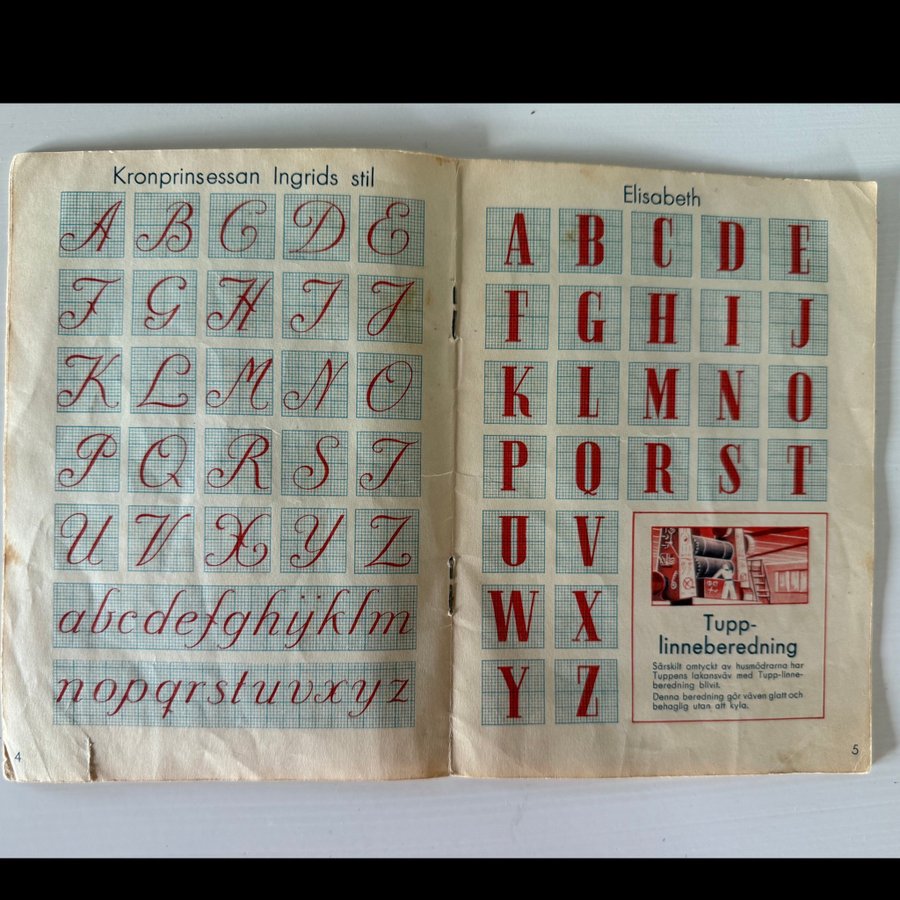 Kronprinsessan Ingrids stil
A B C D E
F G H I J
K L M N O
P Q R S T
U V X Y Z
abcdefghijklm
nopqrstuvxyz
4
Elisabeth
A B C D E
F G H I J
K L M N O
P Q R S T
U V
W X
Y Z
Tupp-
linneberedning
Särskilt omtyckt av husmödrarna har
Tuppens lakansväv med Tupp-linne-
beredning blivit.
Denna beredning gör väven glatt och
behaglig utan att kyla.
5